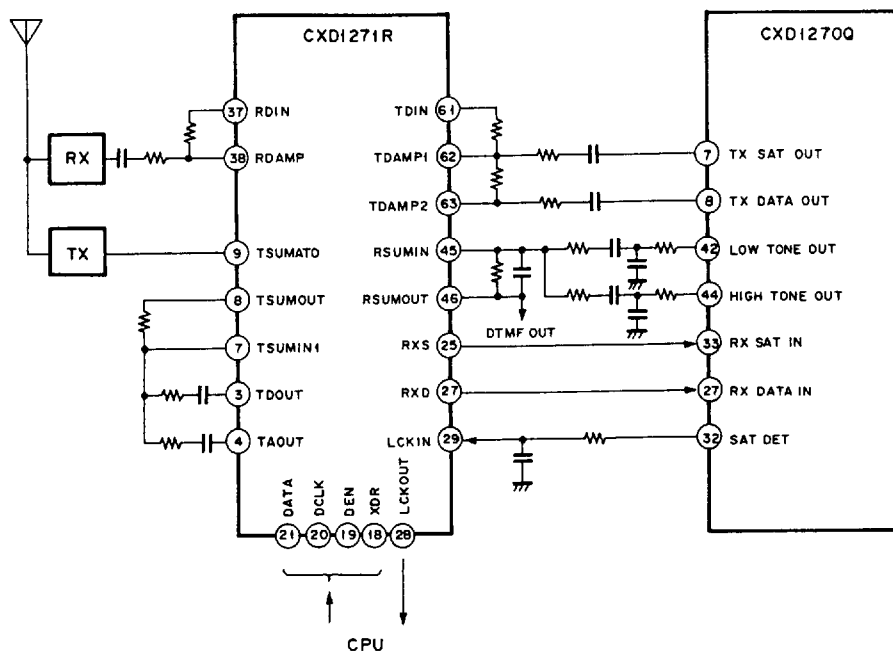 CXD1271R
CXD1270Q
37 RDIN
38 RDAMP
RX
TX
9 TSUMATO
8 TSUMOUT
7 TSUMIN1
3 TDOUT
4 TAOUT
TDIN 61
TDAMP1 62
TDAMP2 63
RSUMIN 45
RSUMOUT 46
DTMF OUT
RXS 25
RXD 27
LCKIN 29
7 TX SAT OUT
8 TX DATA OUT
42 LOW TONE OUT
44 HIGH TONE OUT
33 RX SAT IN
27 RX DATA IN
32 SAT DET
DATA
DCLK
DEN
XDR
LCKOUT
21 20 19 18 28
CPU